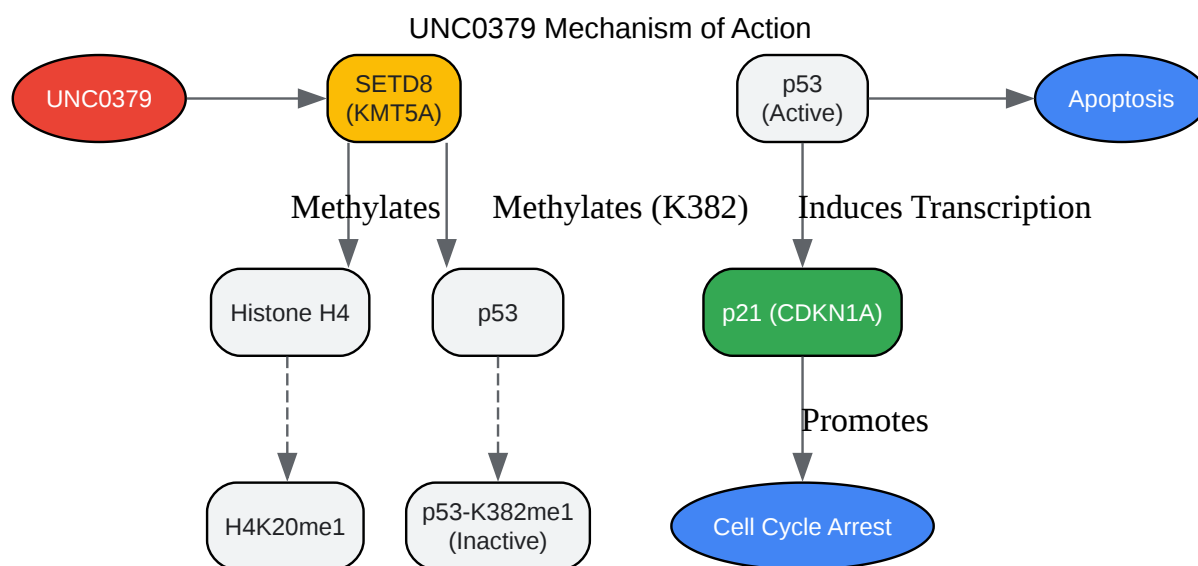 UNC0379 Mechanism of Action
UNC0379
SETD8
(KMT5A)
p53
(Active)
Apoptosis
Methylates
Methylates (K382)
Induces Transcription
Histone H4
p53
p21 (CDKN1A)
Promotes
H4K20me1
p53-K382me1
(Inactive)
Cell Cycle Arrest